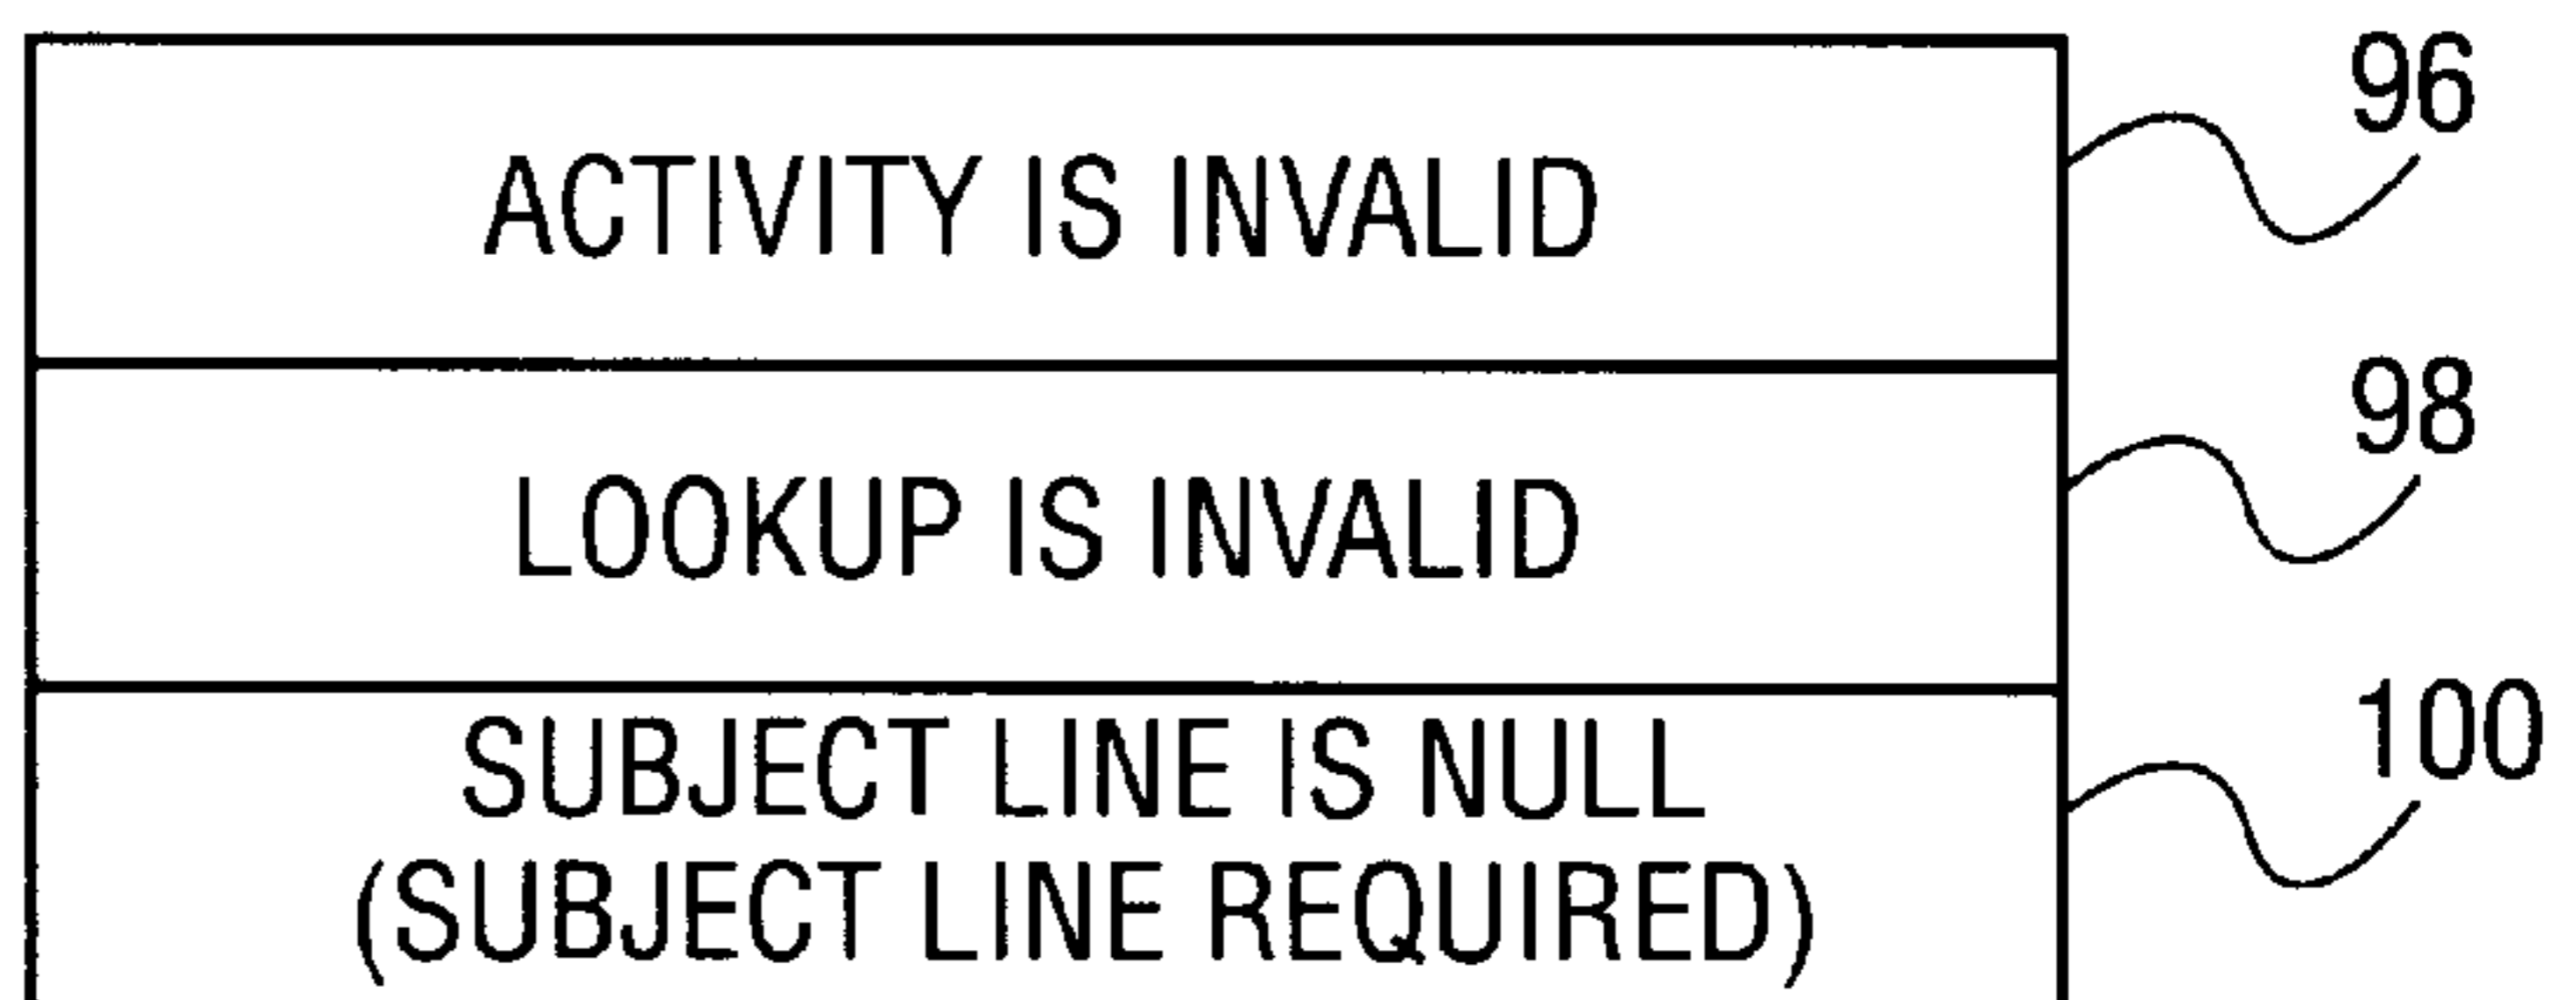 96
ACTIVITY IS INVALID
98
LOOKUP IS INVALID
100
SUBJECT LINE IS NULL
(SUBJECT LINE REQUIRED)